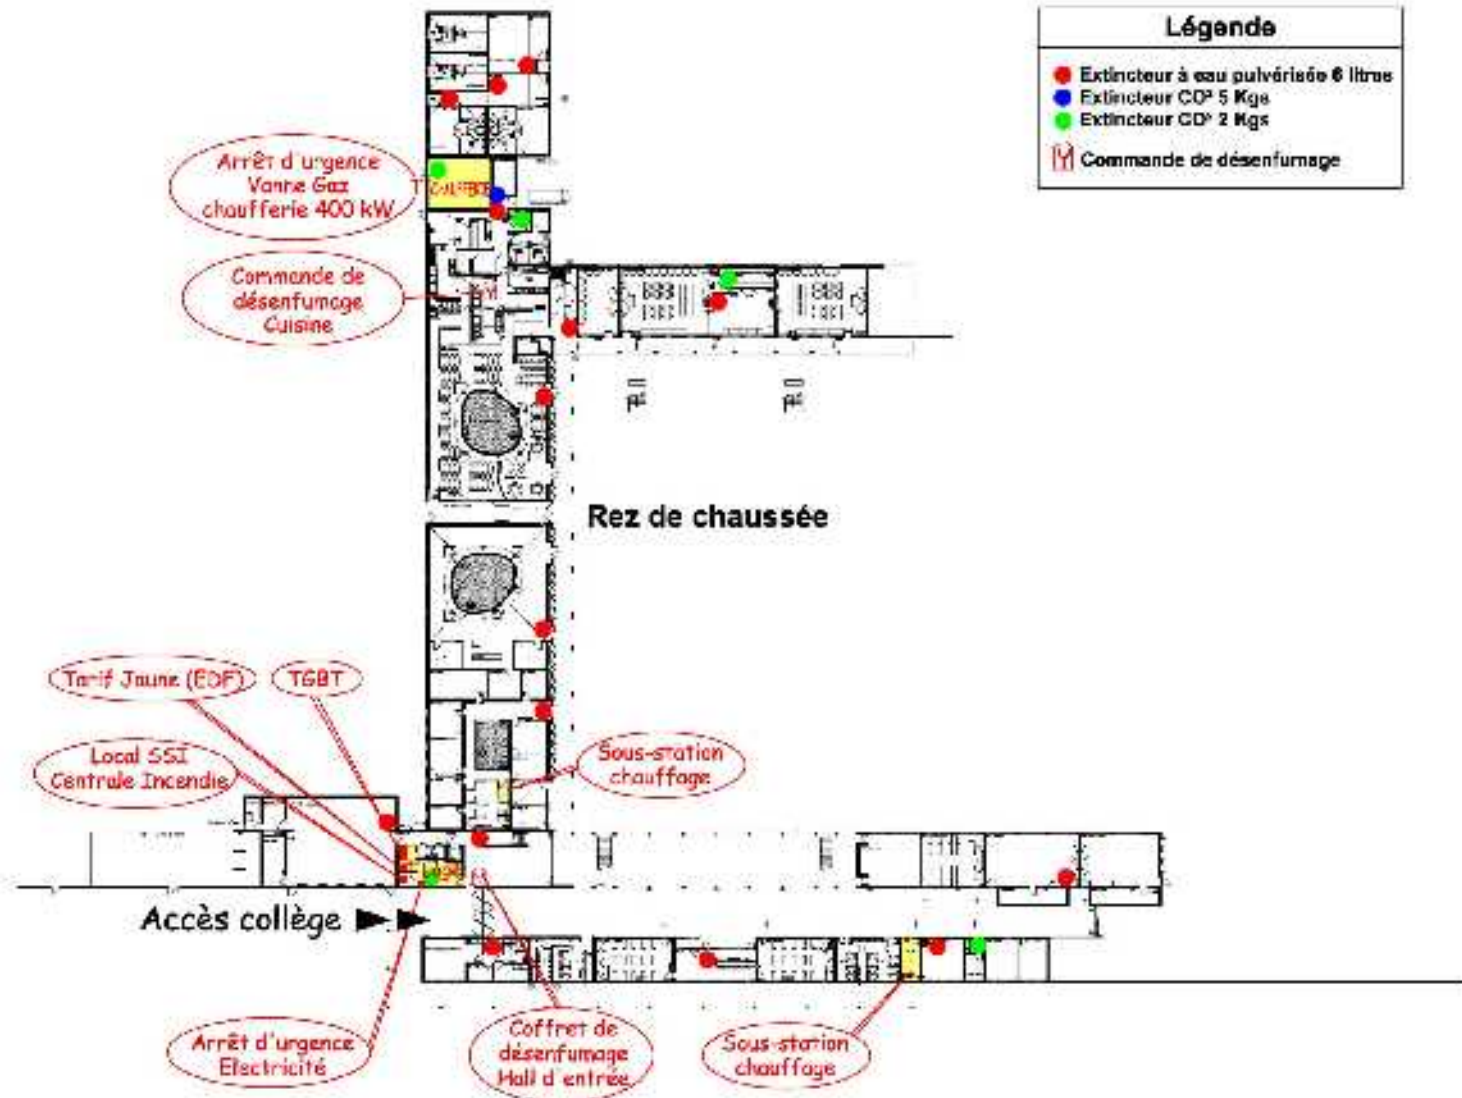 Légende
Extincteur à eau pulvérisée 6 litres
Extincteur CO² 5 Kgs
Extincteur CO² 2 Kgs
Commande de désenfumage
Arrêt d'urgence
Vanne Gaz
chaufferie 400 kW
CHAUFFERIE
Commande de
désenfumage
Cuisine
Rez de chaussée
Tarif Jaune (EDF)
TGBT
Local SSI
Centrale Incendie
Sous-station
chauffage
Accès collège
Arrêt d'urgence
Electricité
Coffret de
désenfumage
Hall d'entrée
Sous-station
chauffage